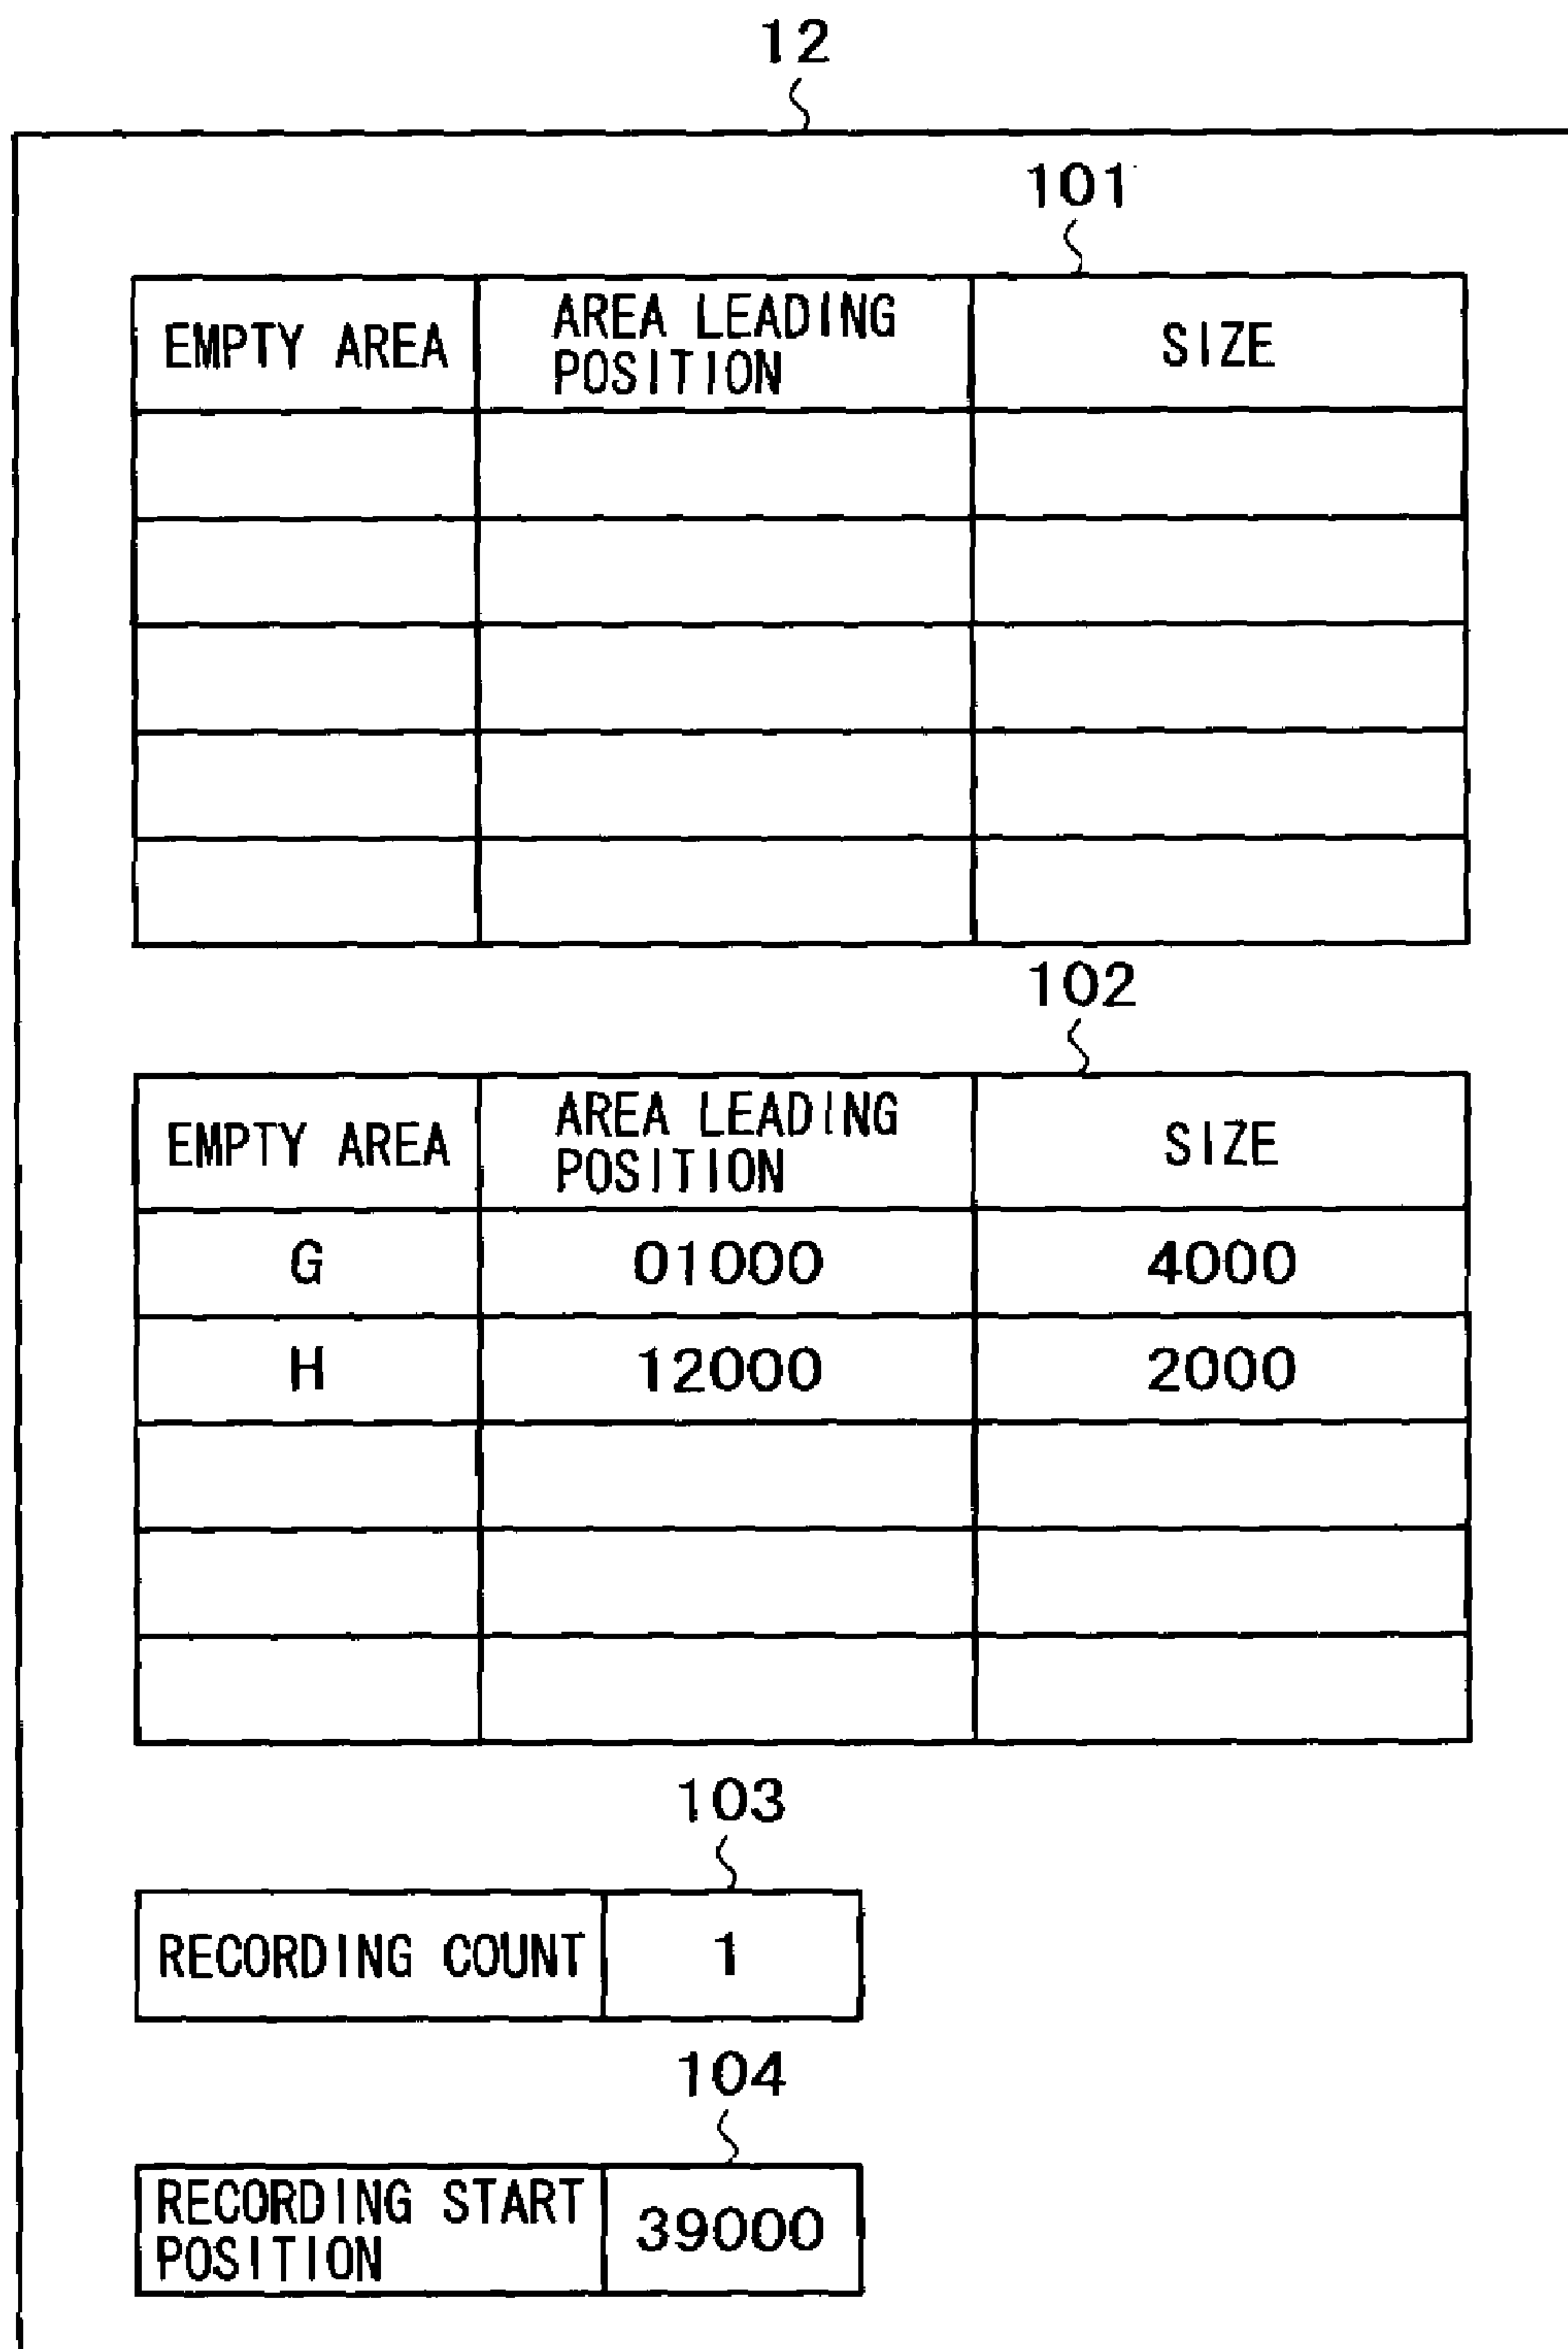 12
101
EMPTY AREA
AREA LEADING
POSITION
SIZE
102
EMPTY AREA
AREA LEADING
POSITION
SIZE
G 01000 4000
H 12000 2000
103
RECORDING COUNT 1
104
RECORDING START
POSITION
39000